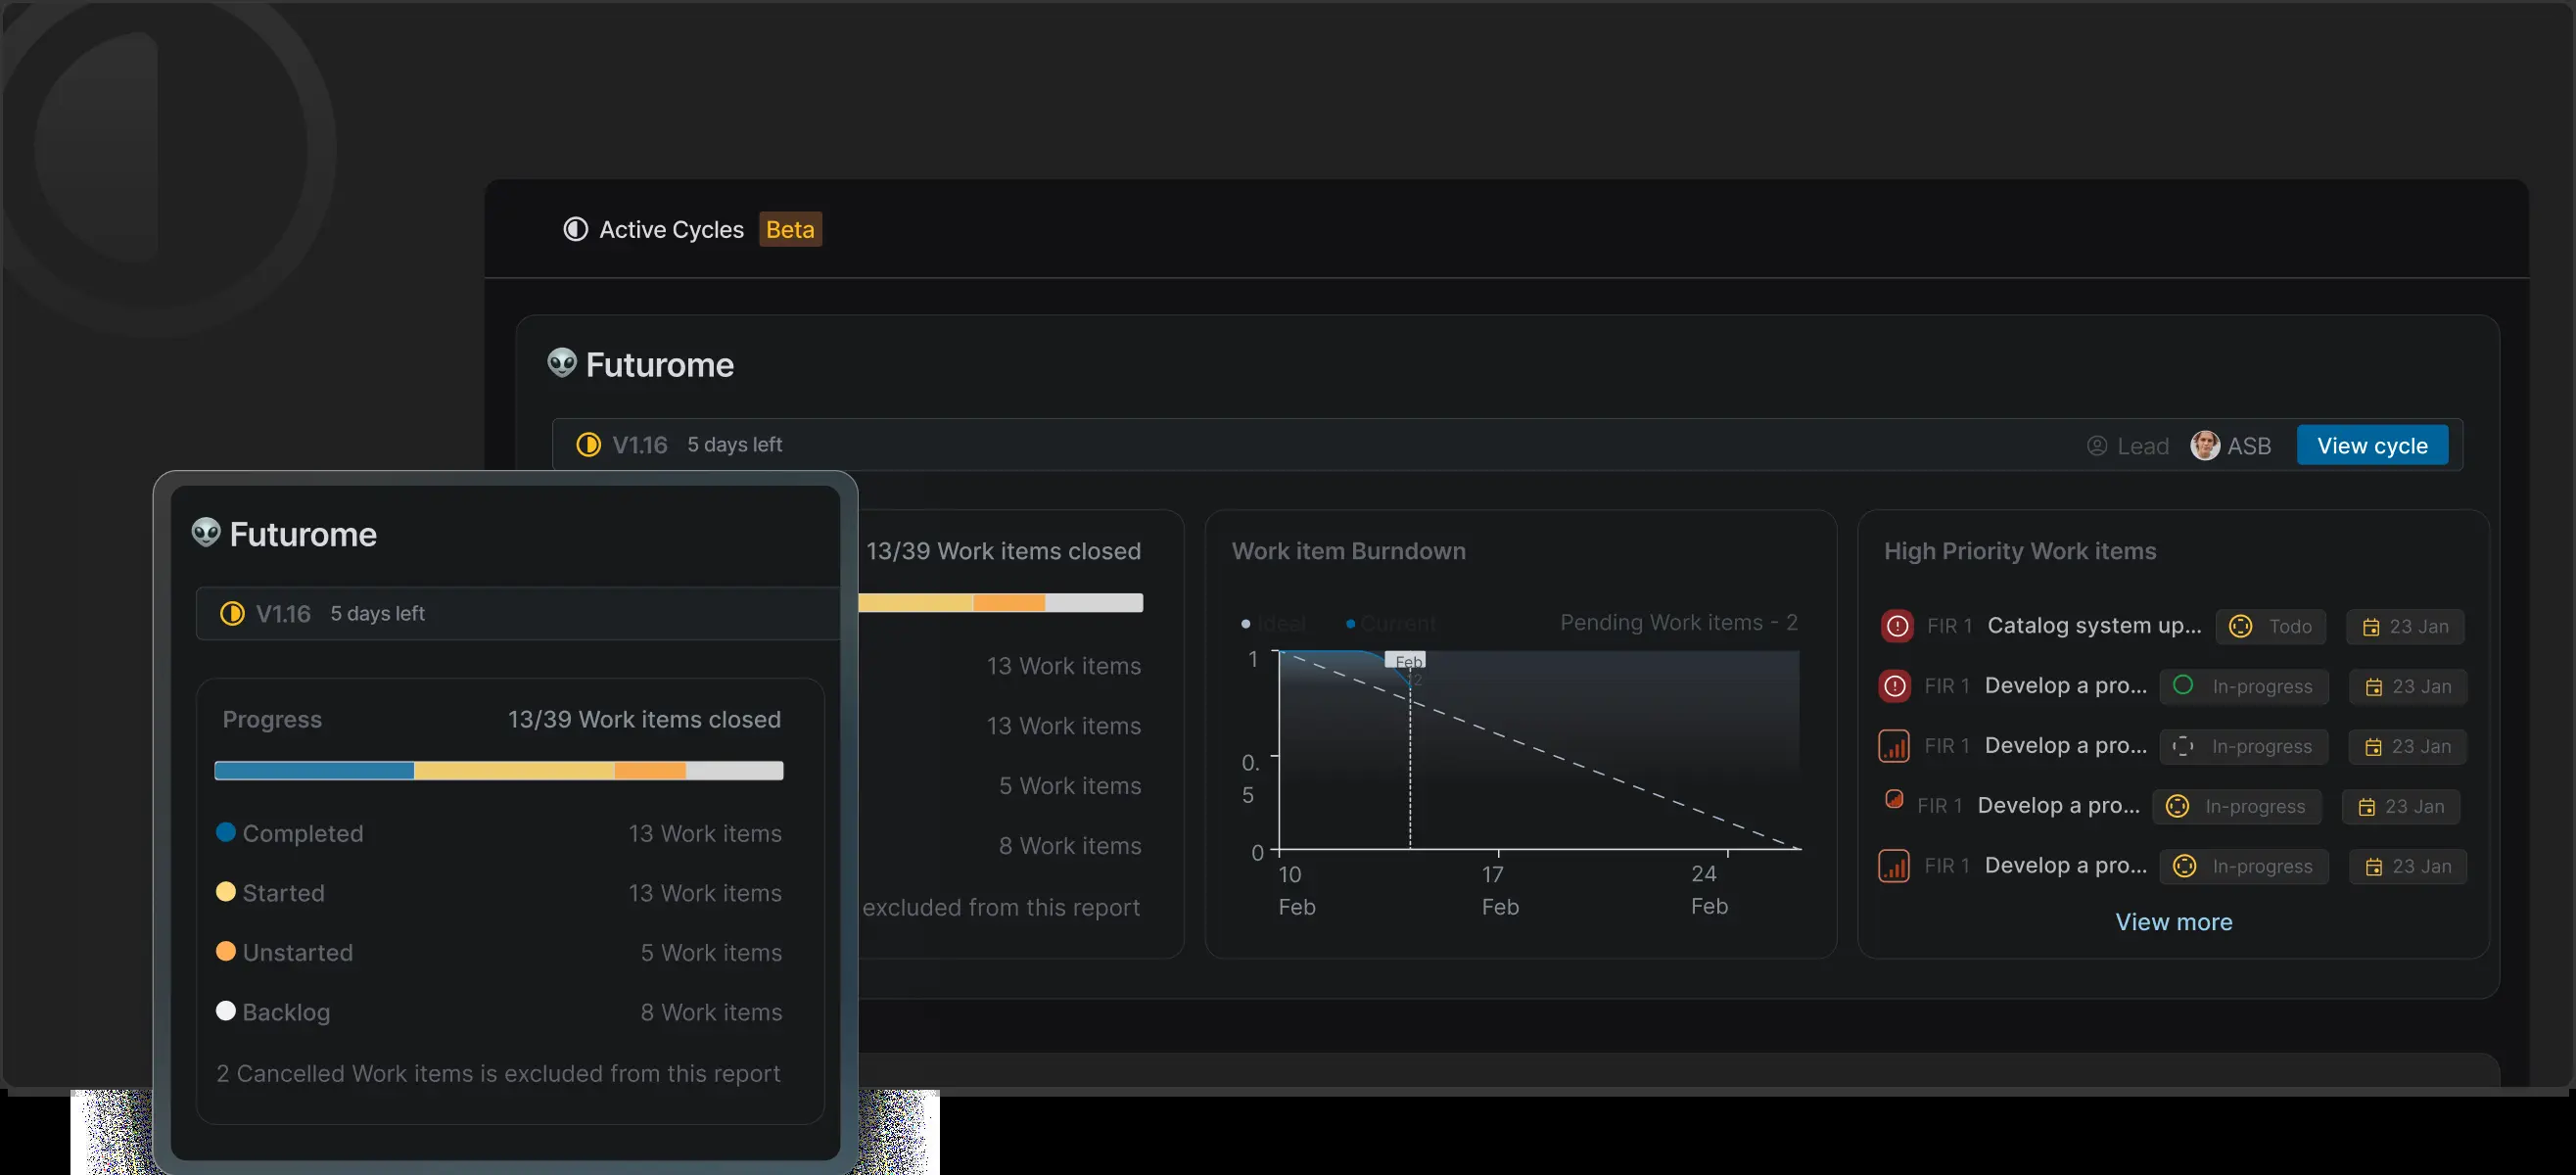 Active Cycles Beta
👽 Futurome
V1.16 5 days left Lead ASB View cycle
👽 Futurome
V1.16 5 days left
Progress 13/39 Work items closed
Completed 13 Work items
Started 13 Work items
Unstarted 5 Work items
Backlog 8 Work items
2 Cancelled Work items is excluded from this report
13/39 Work items closed
13 Work items
13 Work items
5 Work items
8 Work items
excluded from this report
Work item Burndown
Ideal Current Pending Work items - 2
Feb
12
1
0.
5
0
10 17 24
Feb Feb Feb
High Priority Work items
FIR 1 Catalog system up... Todo 23 Jan
FIR 1 Develop a pro... In-progress 23 Jan
FIR 1 Develop a pro... In-progress 23 Jan
FIR 1 Develop a pro... In-progress 23 Jan
FIR 1 Develop a pro... In-progress 23 Jan
View more